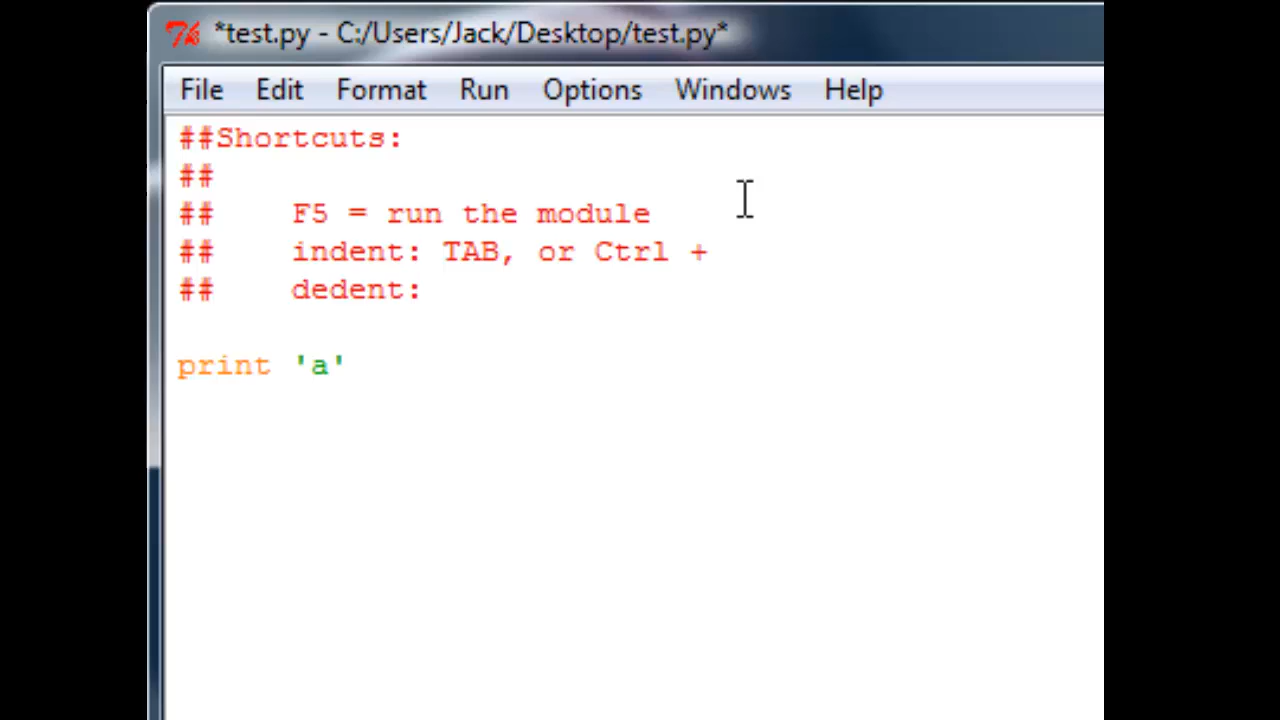 *test.py - C:/Users/Jack/Desktop/test.py*
File Edit Format Run Options Windows Help
##Shortcuts:
##
##    F5 = run the module
##    indent: TAB, or Ctrl +
##    dedent:
print 'a'